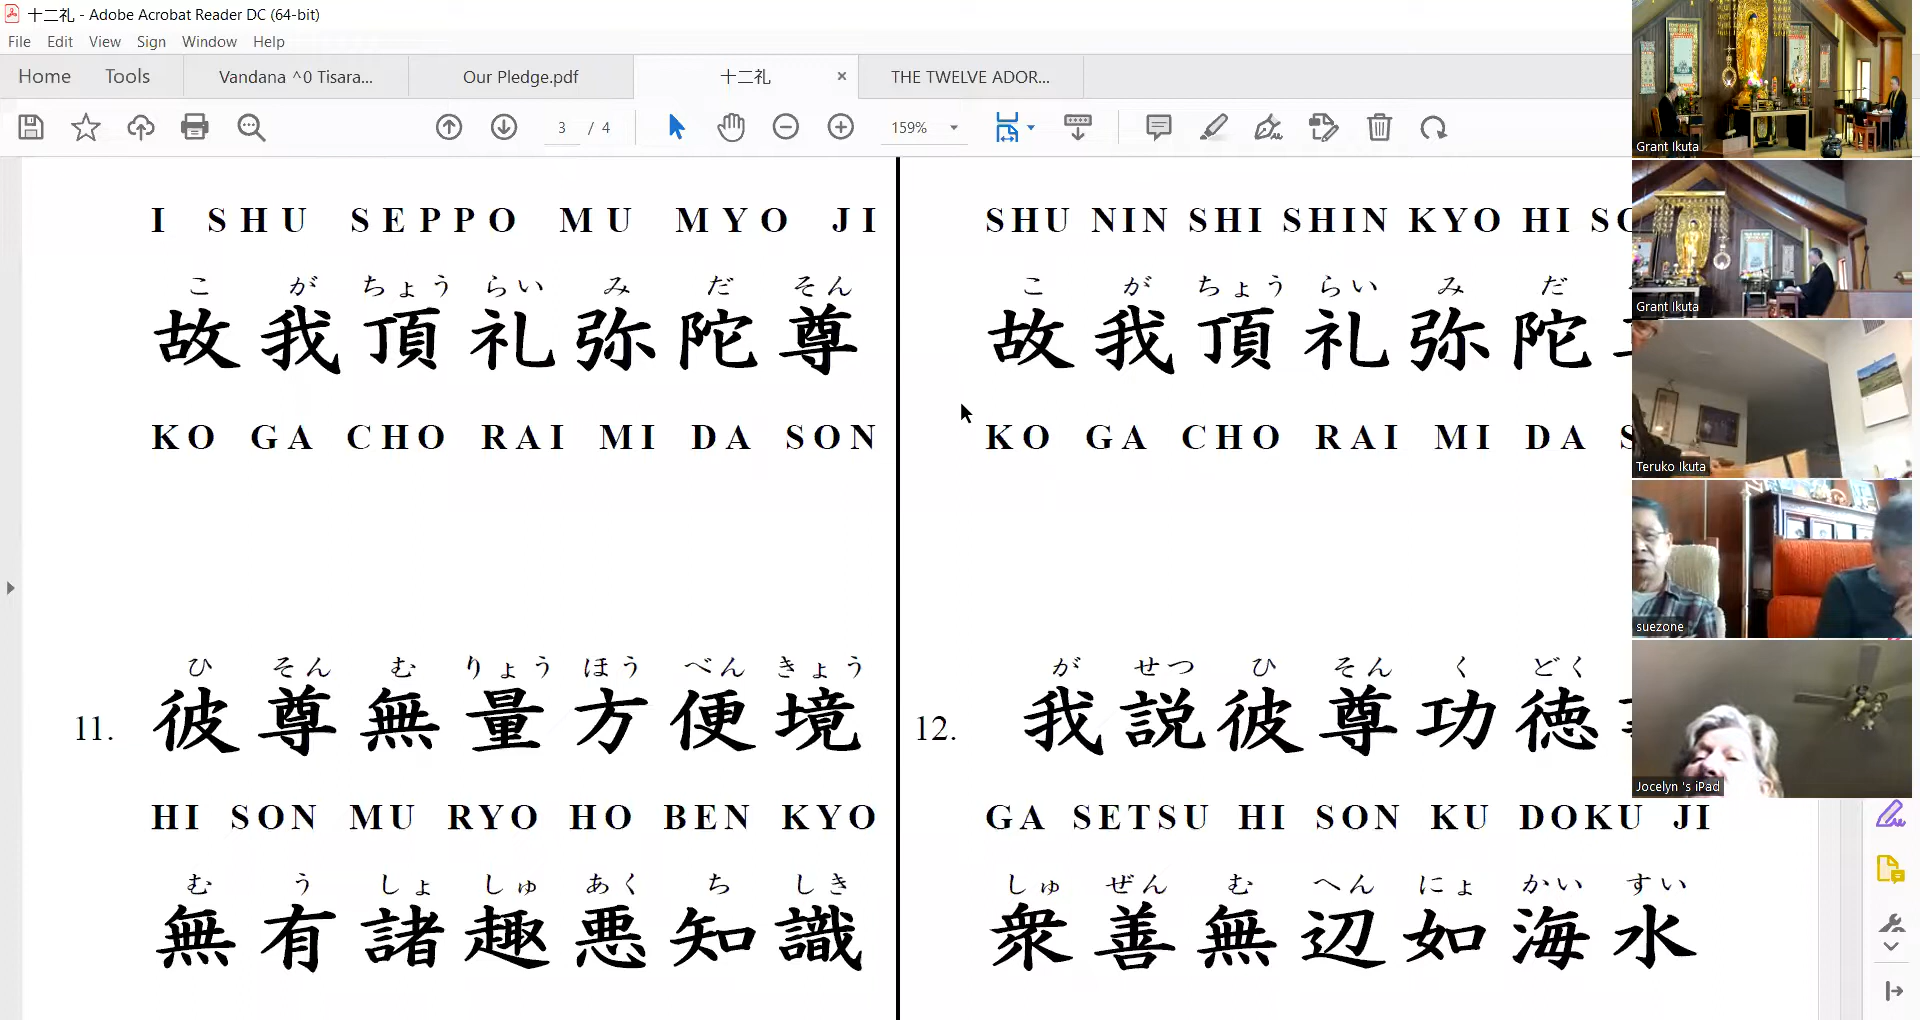 十二礼 - Adobe Acrobat Reader DC (64-bit)
File Edit View Sign Window Help
Home Tools Vandana ^0 Tisara... Our Pledge.pdf 十二礼 × THE TWELVE ADOR...
3 / 4 159%
I SHU SEPPO MU MYO JI
こ が ちょう らい み だ そん
故 我 頂 礼 弥 陀 尊
KO GA CHO RAI MI DA SON
ひ そん む りょう ほう べん きょう
11. 彼 尊 無 量 方 便 境
HI SON MU RYO HO BEN KYO
む う しょ しゅ あく ち しき
無 有 諸 趣 悪 知 識
SHU NIN SHI SHIN KYO HI
こ が ちょう らい み だ
故 我 頂 礼 弥 陀
KO GA CHO RAI MI DA
が せつ ひ そん く どく
12. 我 説 彼 尊 功 徳
GA SETSU HI SON KU DOKU JI
しゅ ぜん む へん にょ かい すい
衆 善 無 辺 如 海 水
Grant Ikuta
Grant Ikuta
Teruko Ikuta
suezone
Jocelyn 's iPad